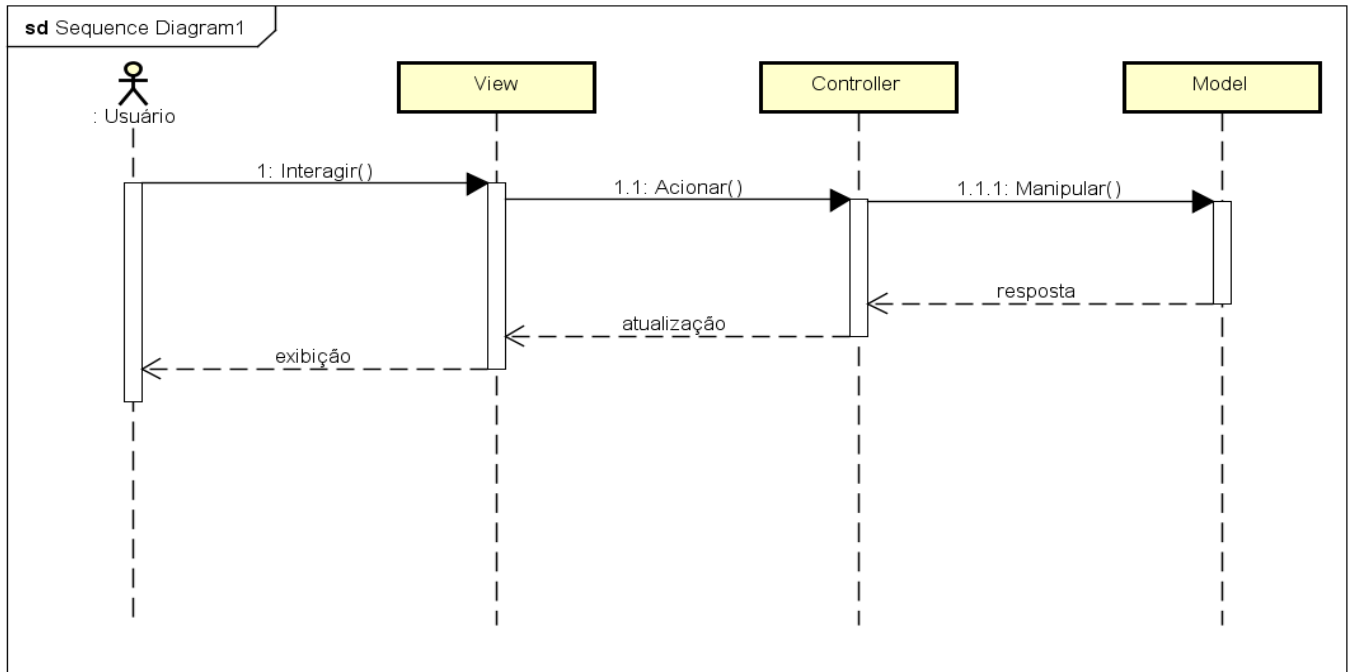 sd Sequence Diagram1
: Usuário
View
Controller
Model
1: Interagir()
1.1: Acionar()
1.1.1: Manipular()
resposta
atualização
exibição